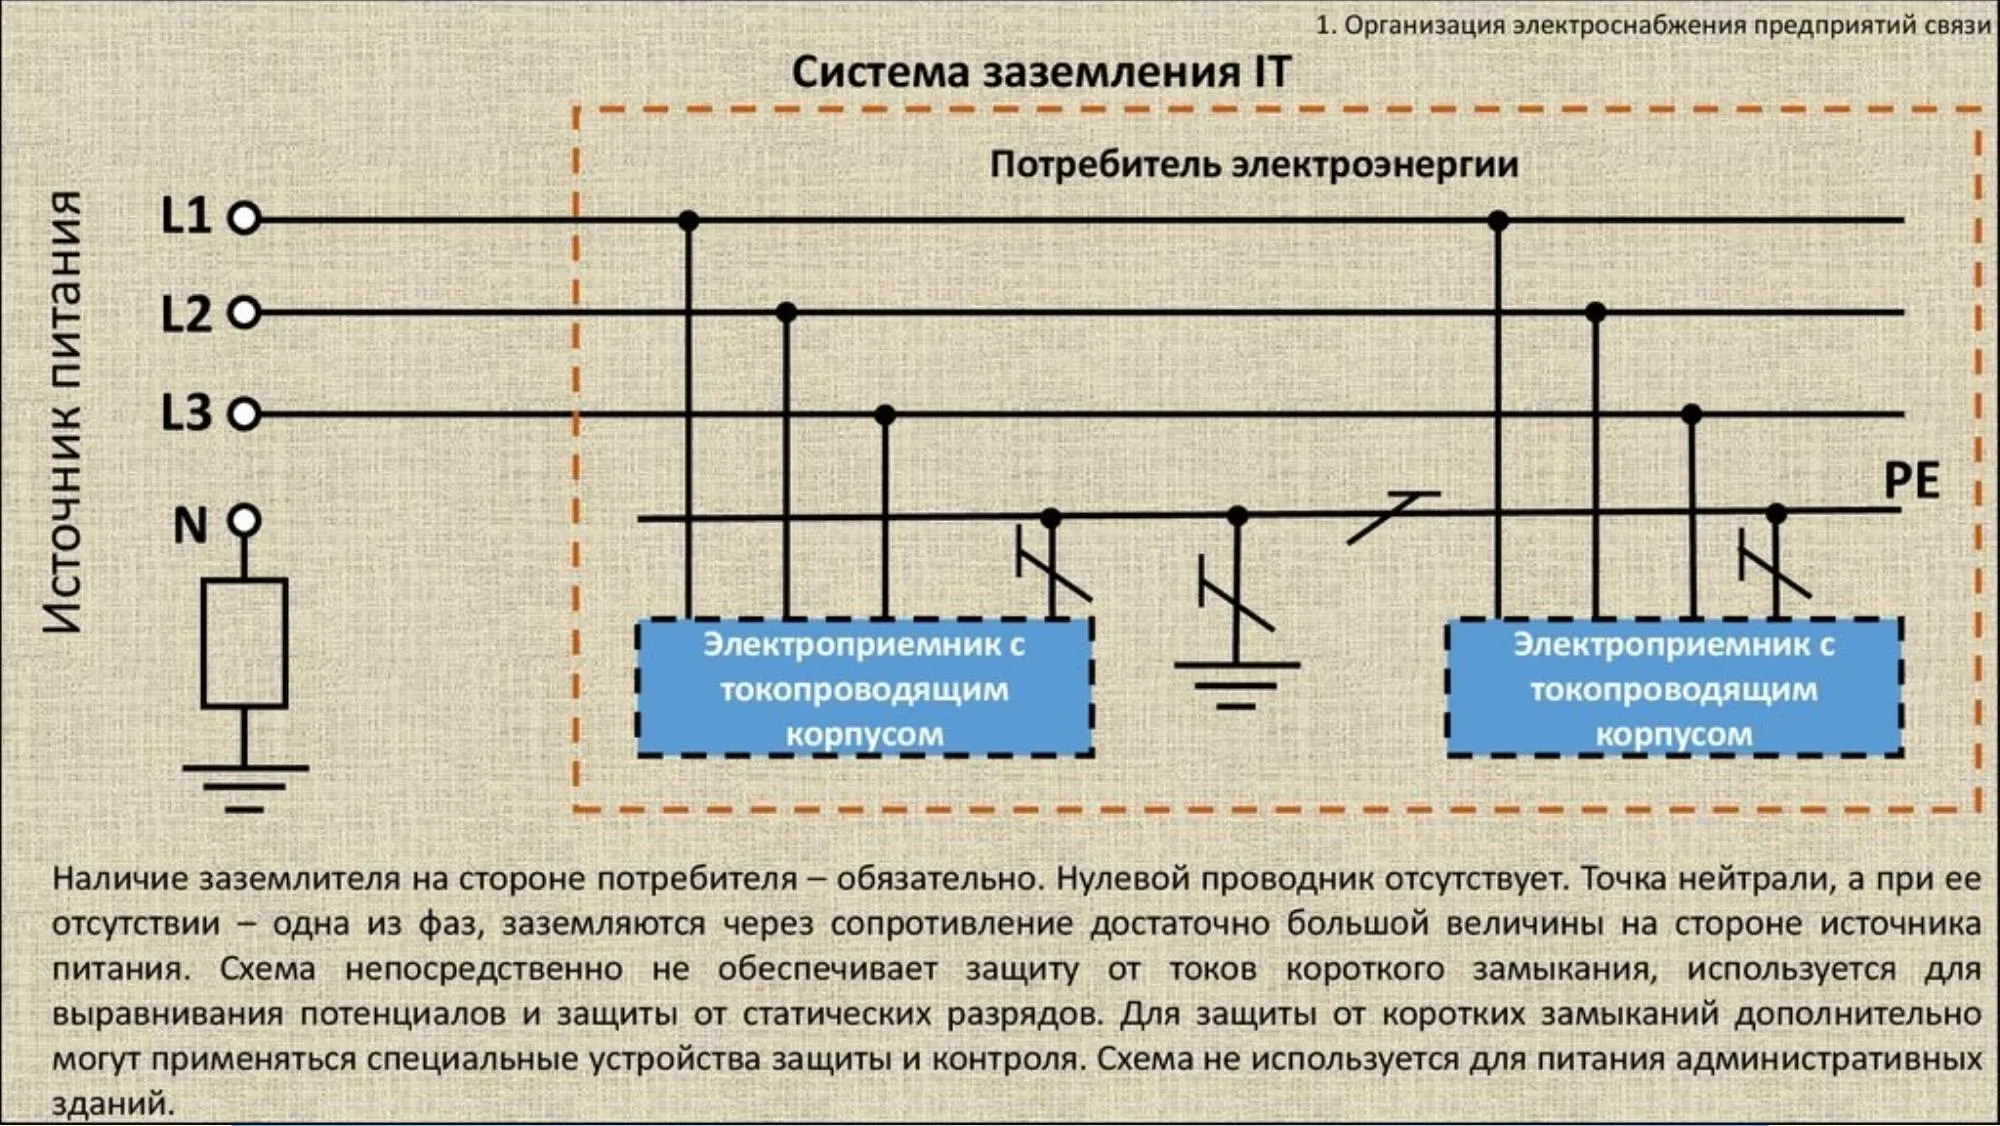 1. Организация электроснабжения предприятий связи
Система заземления IT
Потребитель электроэнергии
Источник питания
L1
L2
L3
N
PE
Электроприемник с
токопроводящим
корпусом
Электроприемник с
токопроводящим
корпусом
Наличие заземлителя на стороне потребителя – обязательно. Нулевой проводник отсутствует. Точка нейтрали, а при ее
отсутствии – одна из фаз, заземляются через сопротивление достаточно большой величины на стороне источника
питания. Схема непосредственно не обеспечивает защиту от токов короткого замыкания, используется для
выравнивания потенциалов и защиты от статических разрядов. Для защиты от коротких замыканий дополнительно
могут применяться специальные устройства защиты и контроля. Схема не используется для питания административных
зданий.